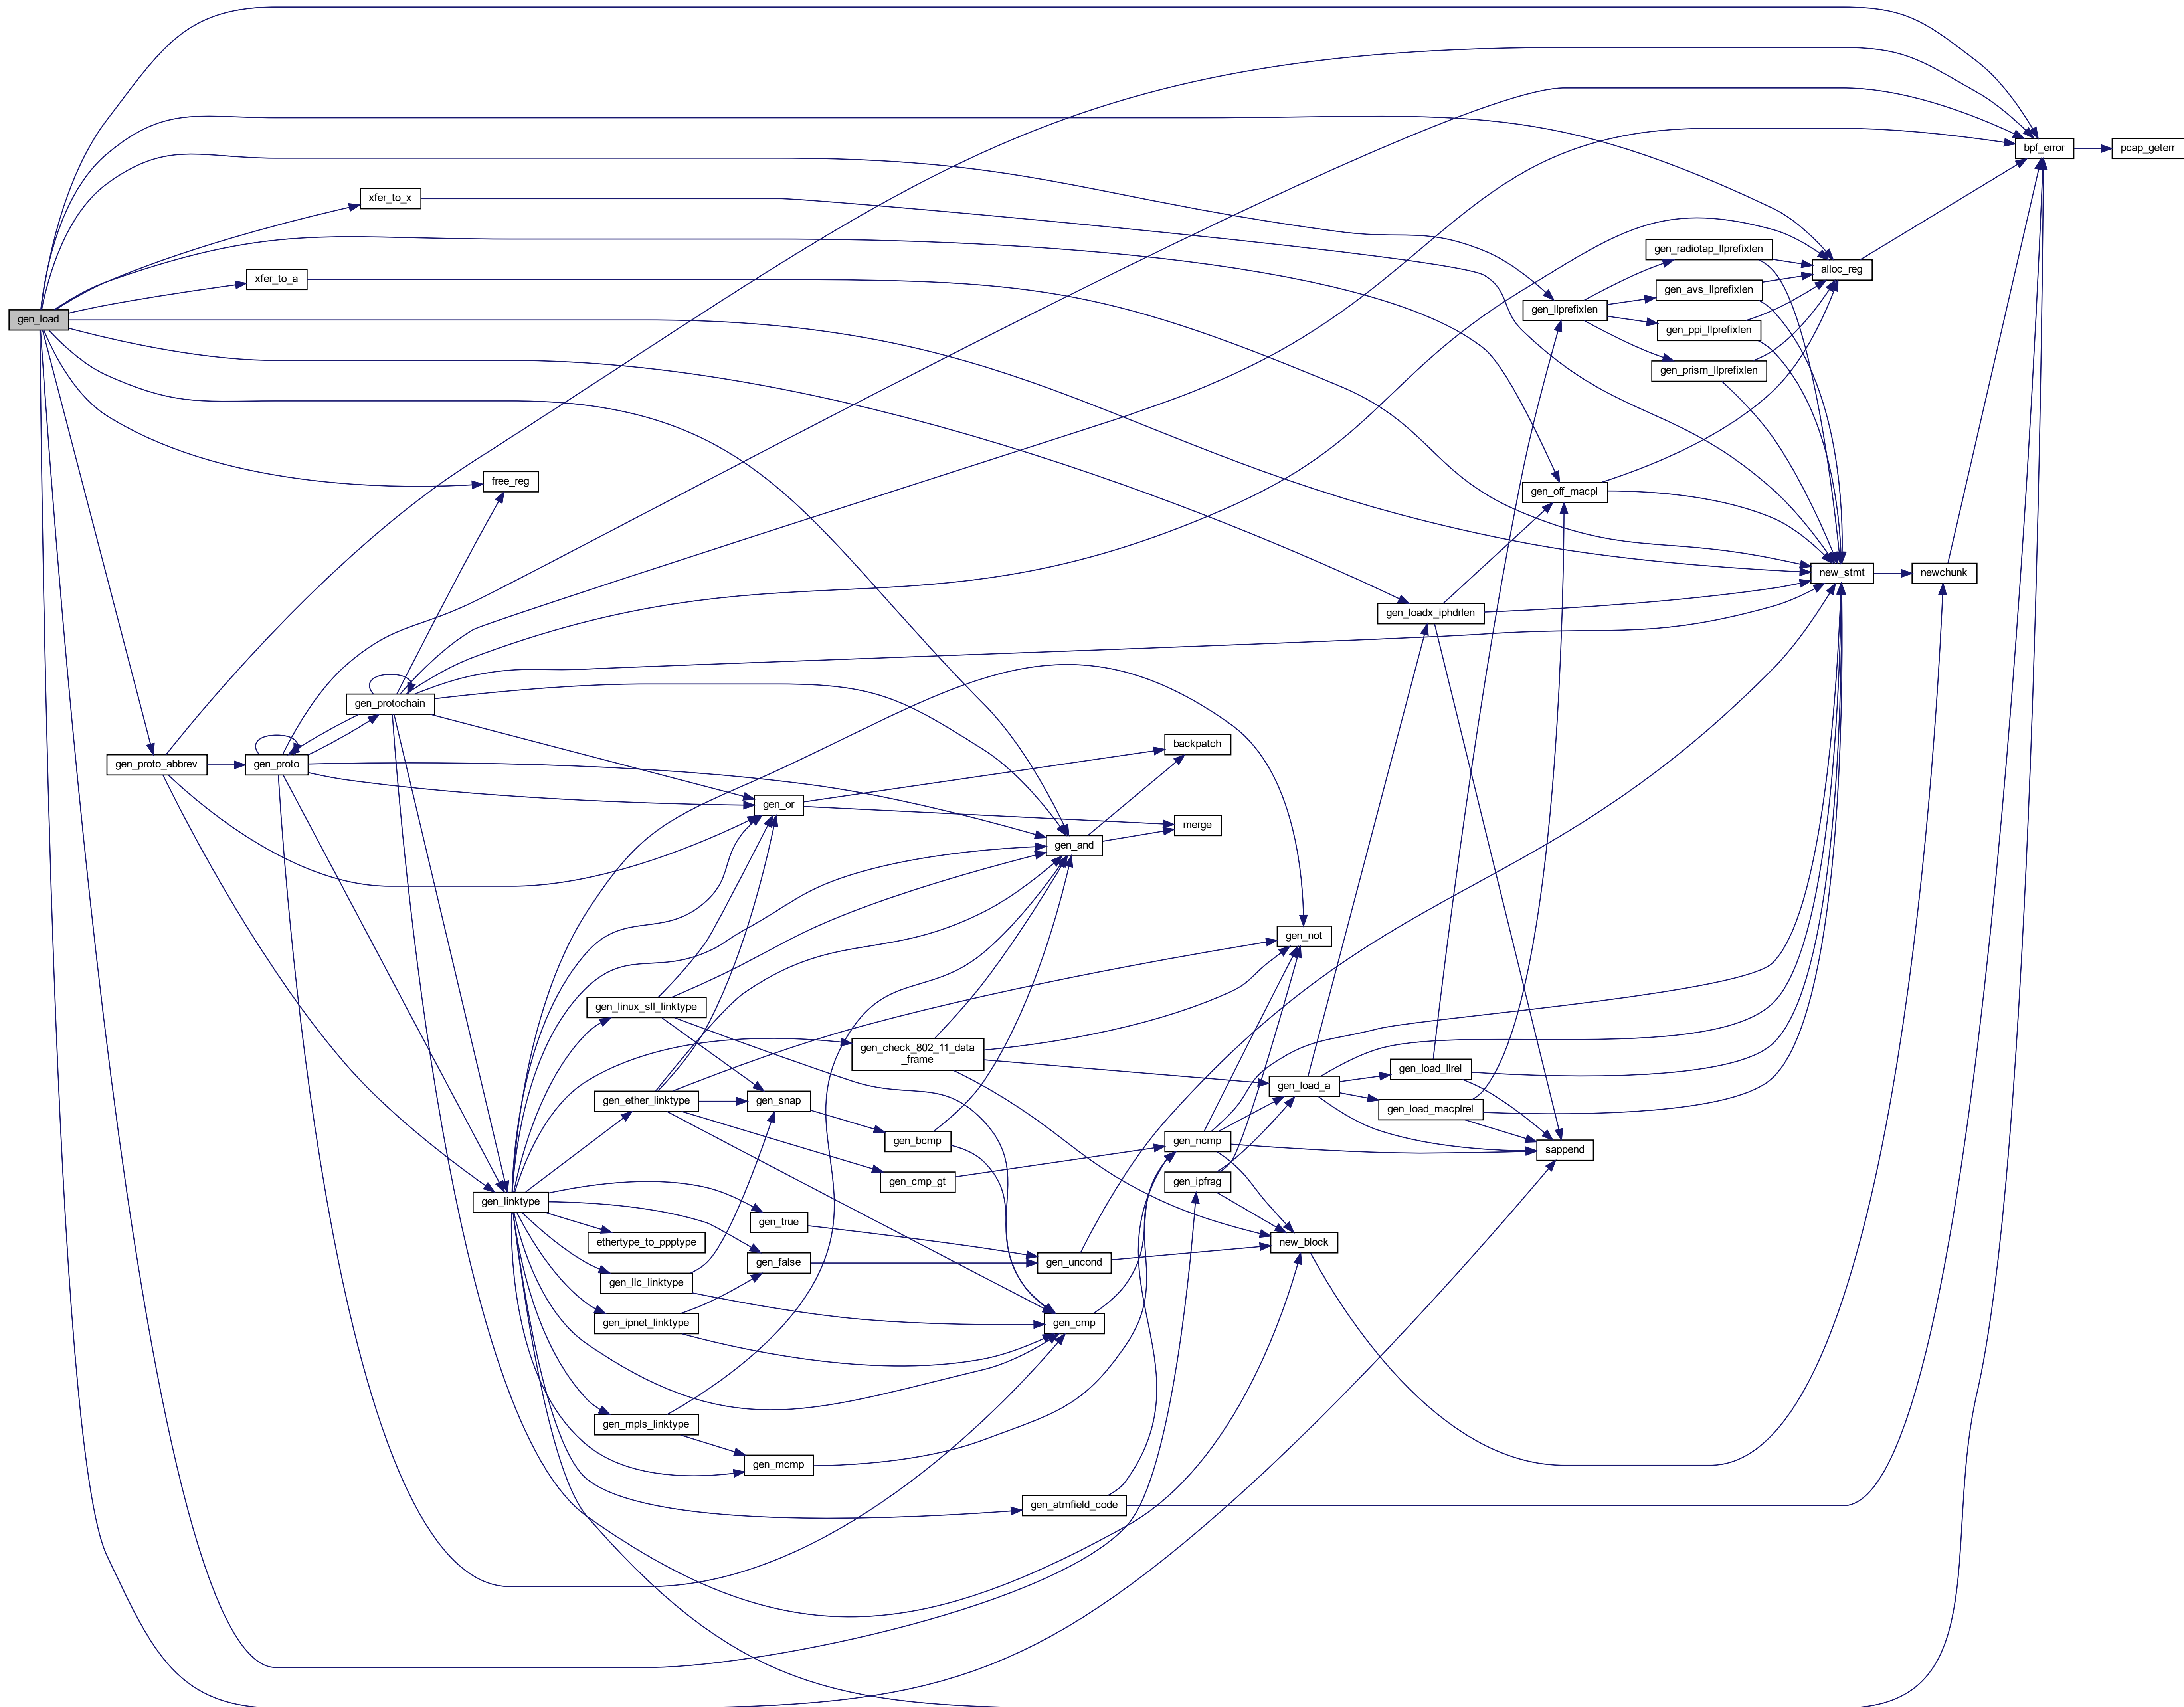 bpf_error
pcap_geterr
xfer_to_x
gen_radiotap_llprefixlen
alloc_reg
xfer_to_a
gen_avs_llprefixlen
gen_llprefixlen
gen_load
gen_ppi_llprefixlen
gen_prism_llprefixlen
free_reg
gen_off_macpl
new_stmt
newchunk
gen_loadx_iphdrlen
gen_protochain
backpatch
gen_proto_abbrev
gen_proto
gen_or
merge
gen_and
gen_not
gen_linux_sll_linktype
gen_check_802_11_data
_frame
gen_load_llrel
gen_load_a
gen_ether_linktype
gen_snap
gen_load_macplrel
gen_bcmp
gen_ncmp
sappend
gen_cmp_gt
gen_ipfrag
gen_linktype
gen_true
ethertype_to_ppptype
new_block
gen_false
gen_uncond
gen_llc_linktype
gen_ipnet_linktype
gen_cmp
gen_mpls_linktype
gen_mcmp
gen_atmfield_code